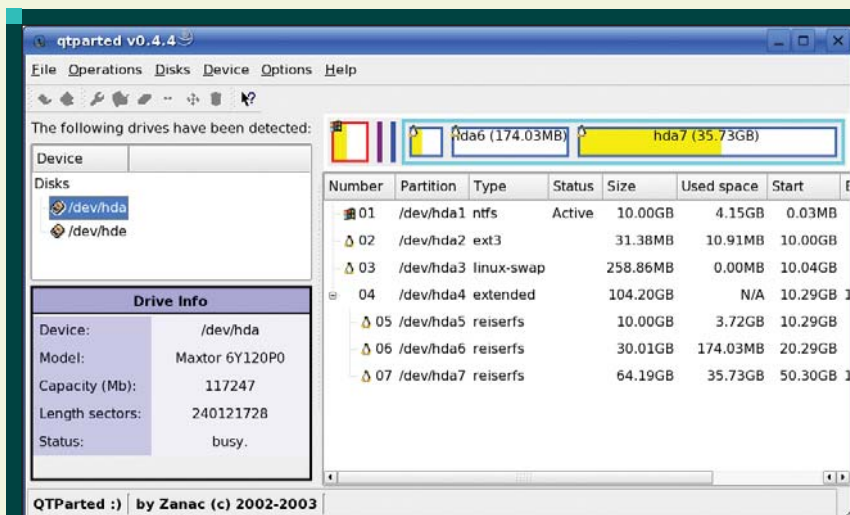 qtparted v0.4.4
File Operations Disks Device Options Help
The following drives have been detected:
Device
Disks
/dev/hda
/dev/hde
Drive Info
Device: /dev/hda
Model: Maxtor 6Y120P0
Capacity (Mb): 117247
Length sectors: 240121728
Status: busy.
hda6 (174.03MB) hda7 (35.73GB)
Number Partition Type Status Size Used space Start E
01 /dev/hda1 ntfs Active 10.00GB 4.15GB 0.03MB
02 /dev/hda2 ext3 31.38MB 10.91MB 10.00GB
03 /dev/hda3 linux-swap 258.86MB 0.00MB 10.04GB
04 /dev/hda4 extended 104.20GB N/A 10.29GB 1
05 /dev/hda5 reiserfs 10.00GB 3.72GB 10.29GB
06 /dev/hda6 reiserfs 30.01GB 174.03MB 20.29GB
07 /dev/hda7 reiserfs 64.19GB 35.73GB 50.30GB 1
QTParted :) by Zanac (c) 2002-2003